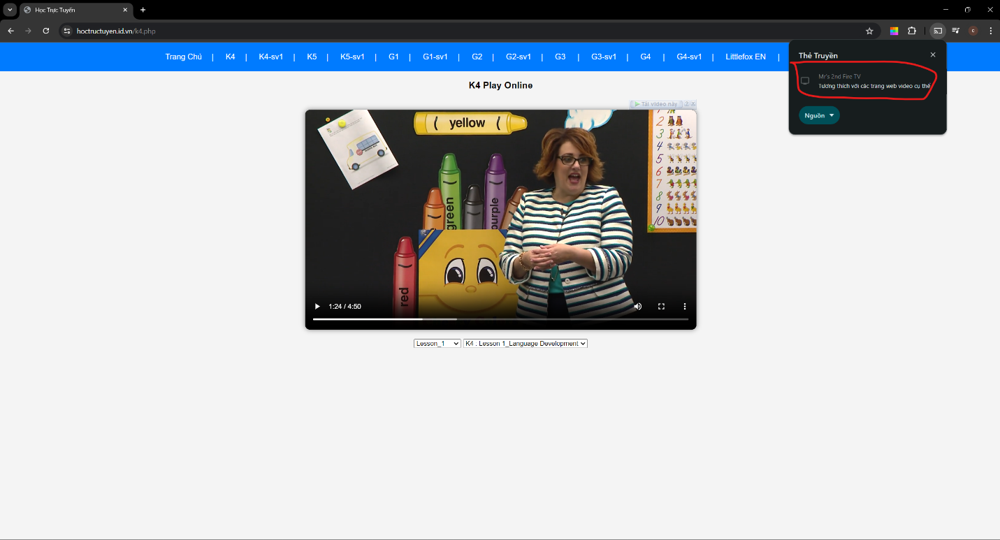 Học Trực Tuyến
hoctructuyen.id.vn/k4.php
C
Trang Chủ | K4 | K4-sv1 | K5 | K5-sv1 | G1 | G1-sv1 | G2 | G2-sv1 | G3 | G3-sv1 | G4 | G4-sv1 | Littlefox EN |
Thẻ Truyền
Mr's 2nd Fire TV
Tương thích với các trang web video cụ thể
Nguồn
K4 Play Online
Tải video này ? x
yellow
green
purple
red
2
3
4
5
6
7
8
9
10
1:24 / 4:50
Lesson_1 K4 : Lesson 1_Language Development